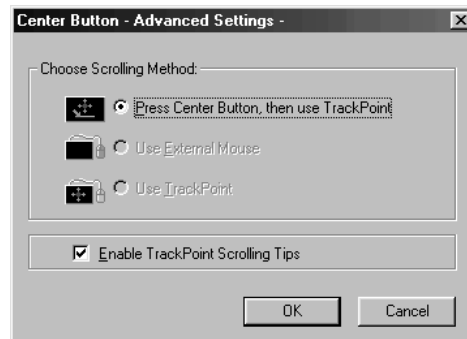 Center Button - Advanced Settings -
Choose Scrolling Method:
Press Center Button, then use TrackPoint
Use External Mouse
Use TrackPoint
Enable TrackPoint Scrolling Tips
OK
Cancel